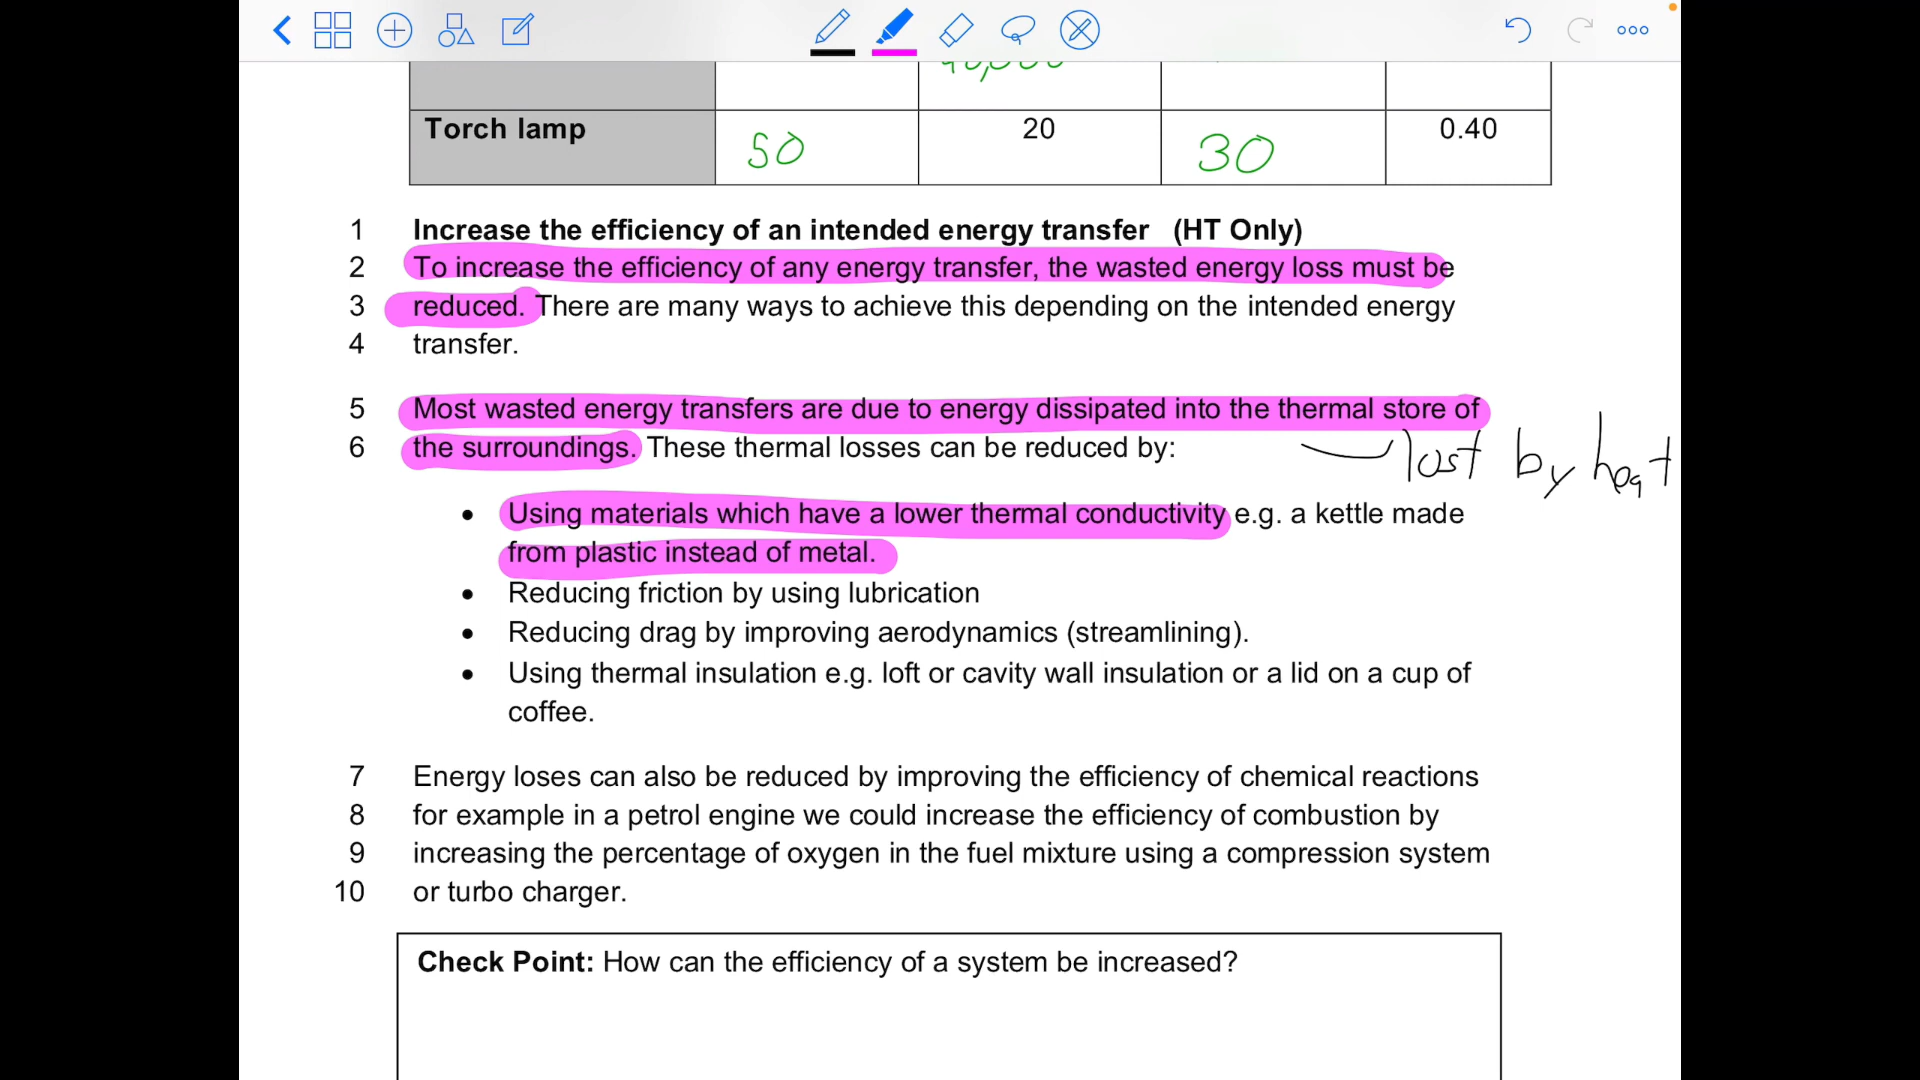 Torch lamp 50 20 30 0.40
1 Increase the efficiency of an intended energy transfer (HT Only)
2 To increase the efficiency of any energy transfer, the wasted energy loss must be
3 reduced. There are many ways to achieve this depending on the intended energy
4 transfer.
5 Most wasted energy transfers are due to energy dissipated into the thermal store of
6 the surroundings. These thermal losses can be reduced by:
lost by heat
• Using materials which have a lower thermal conductivity e.g. a kettle made
from plastic instead of metal.
• Reducing friction by using lubrication
• Reducing drag by improving aerodynamics (streamlining).
• Using thermal insulation e.g. loft or cavity wall insulation or a lid on a cup of
coffee.
7 Energy loses can also be reduced by improving the efficiency of chemical reactions
8 for example in a petrol engine we could increase the efficiency of combustion by
9 increasing the percentage of oxygen in the fuel mixture using a compression system
10 or turbo charger.
Check Point: How can the efficiency of a system be increased?